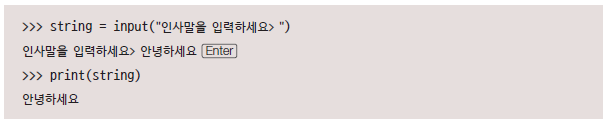 >>> string = input("인사말을 입력하세요> ")
인사말을 입력하세요> 안녕하세요 Enter
>>> print(string)
안녕하세요